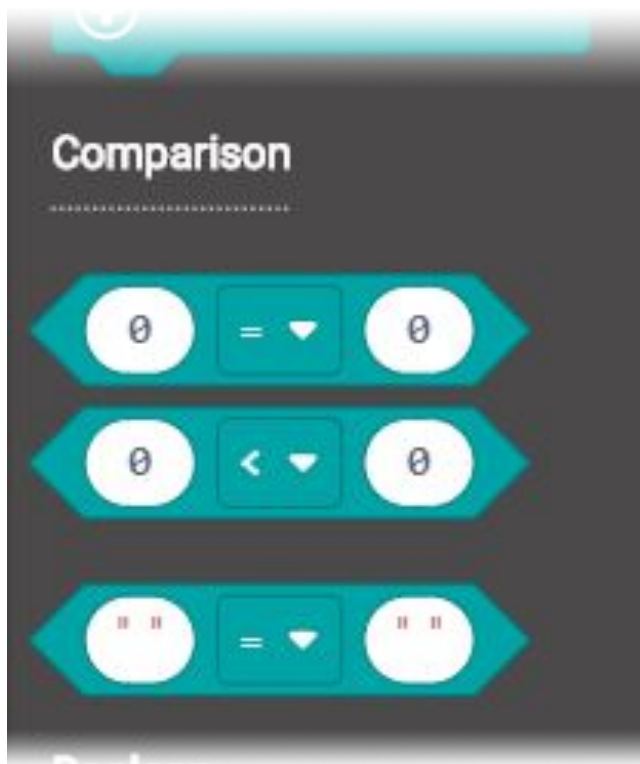 Comparison
0 = 0
0 < 0
" " = " "